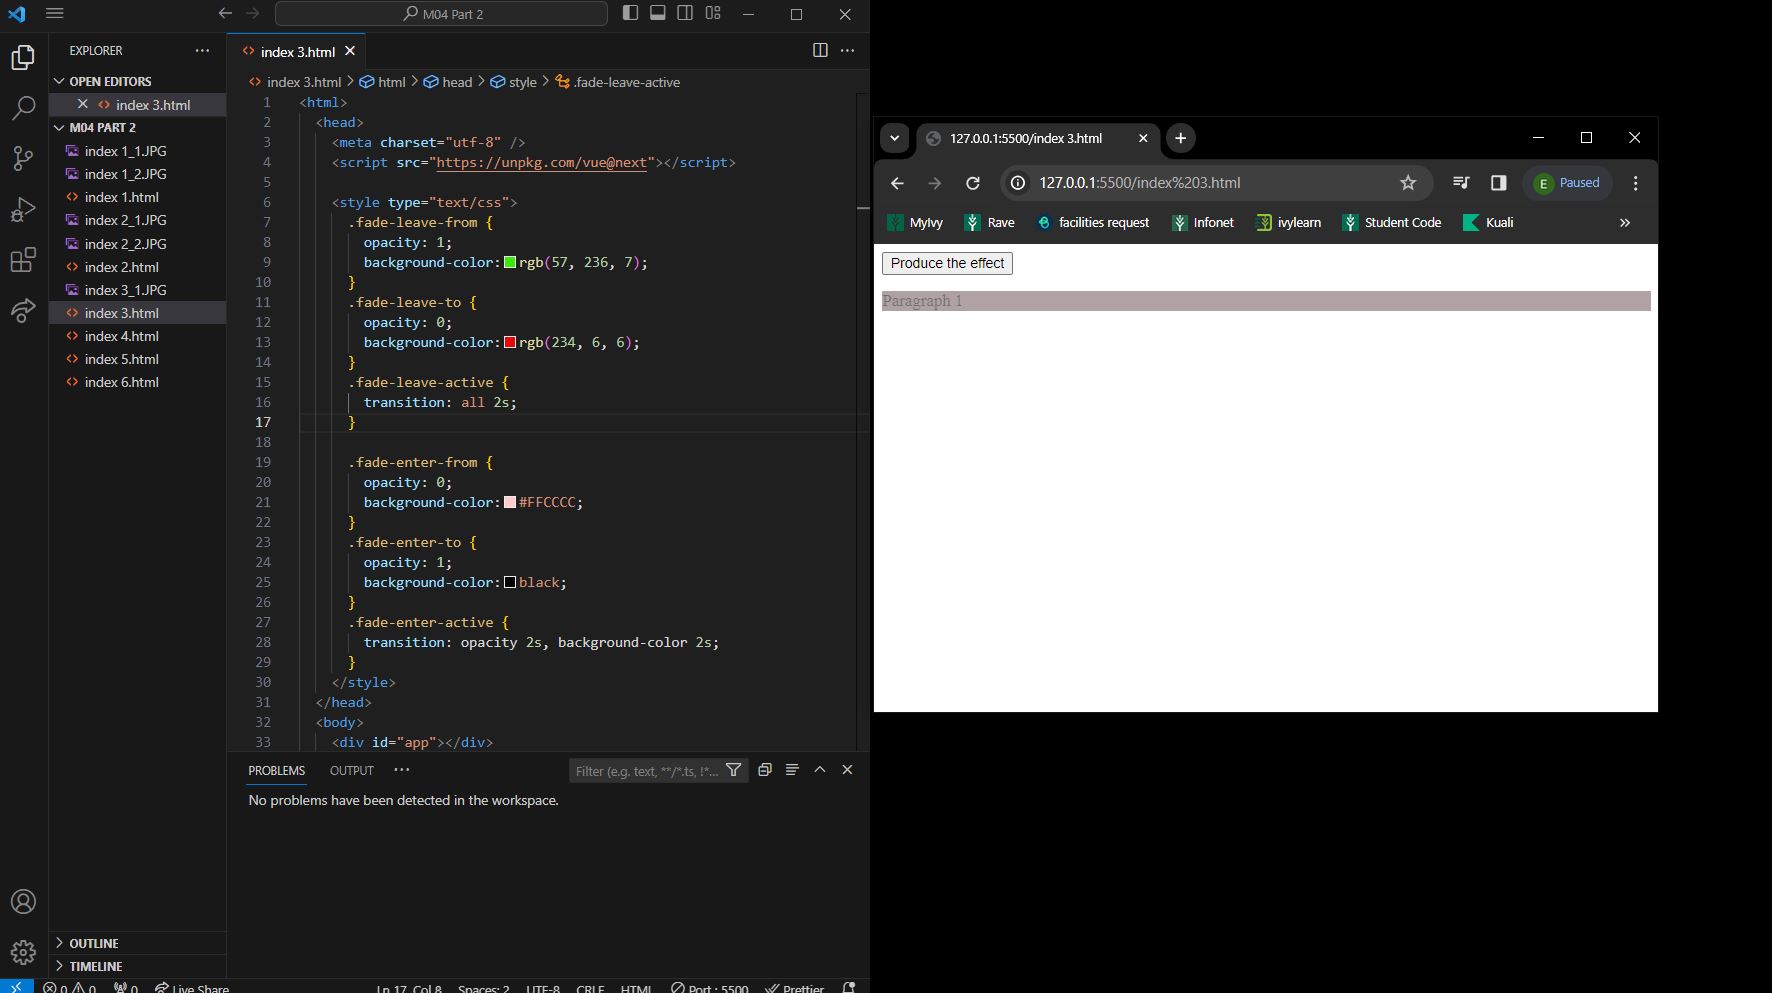 M04 Part 2
EXPLORER
OPEN EDITORS
index 3.html
M04 PART 2
index 1_1.JPG
index 1_2.JPG
index 1.html
index 2_1.JPG
index 2_2.JPG
index 2.html
index 3_1.JPG
index 3.html
index 4.html
index 5.html
index 6.html
OUTLINE
TIMELINE
index 3.html
index 3.html > html > head > style > .fade-leave-active
1 <html>
2 <head>
3 <meta charset="utf-8" />
4 <script src="https://unpkg.com/vue@next"></script>
5
6 <style type="text/css">
7 .fade-leave-from {
8 opacity: 1;
9 background-color: rgb(57, 236, 7);
10 }
11 .fade-leave-to {
12 opacity: 0;
13 background-color: rgb(234, 6, 6);
14 }
15 .fade-leave-active {
16 transition: all 2s;
17 }
18
19 .fade-enter-from {
20 opacity: 0;
21 background-color: #FFCCCC;
22 }
23 .fade-enter-to {
24 opacity: 1;
25 background-color: black;
26 }
27 .fade-enter-active {
28 transition: opacity 2s, background-color 2s;
29 }
30 </style>
31 </head>
32 <body>
33 <div id="app"></div>
PROBLEMS OUTPUT ... Filter (e.g. text, **/*.ts, !*...
No problems have been detected in the workspace.
0 0 0 Live Share Ln 17, Col 8 Spaces: 2 UTF-8 CRLF HTML Port : 5500 Prettier
127.0.0.1:5500/index 3.html
127.0.0.1:5500/index%203.html E Paused
MyIvy Rave facilities request Infonet ivylearn Student Code Kuali »
Produce the effect
Paragraph 1